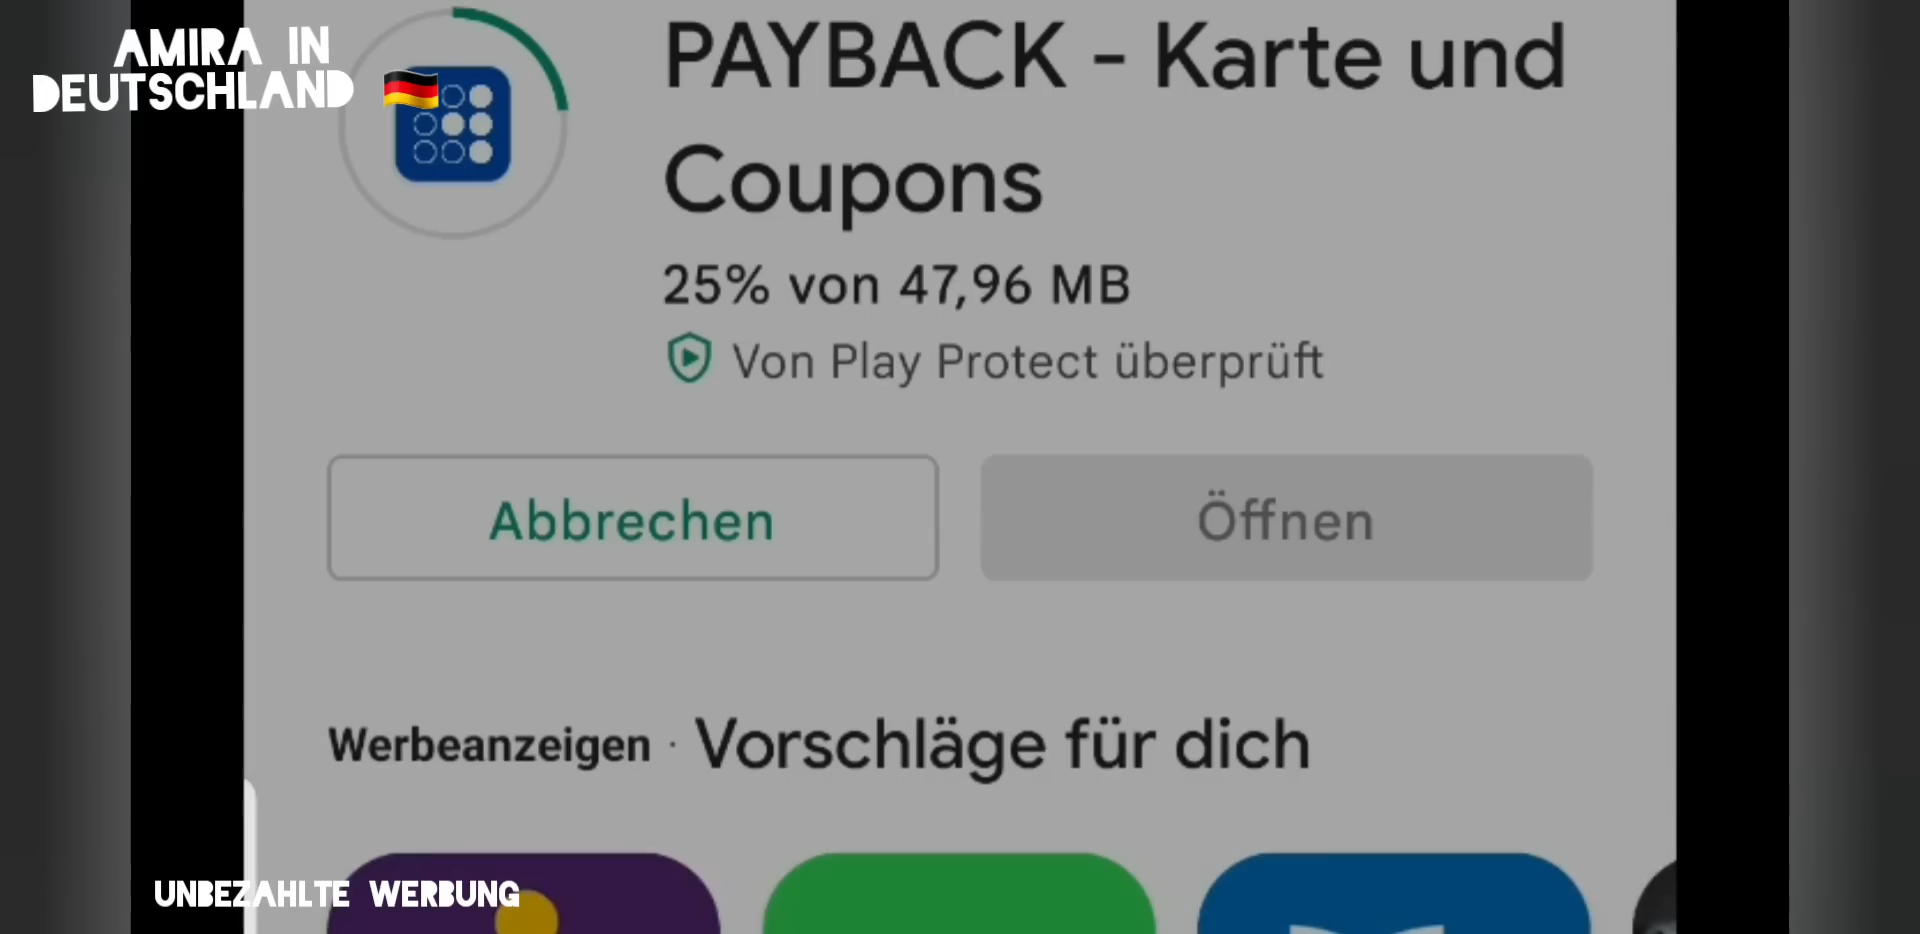 AMIRA IN
DEUTSCHLAND
PAYBACK - Karte und
Coupons
25% von 47,96 MB
Von Play Protect überprüft
Abbrechen
Öffnen
Werbeanzeigen · Vorschläge für dich
UNBEZAHLTE WERBUNG